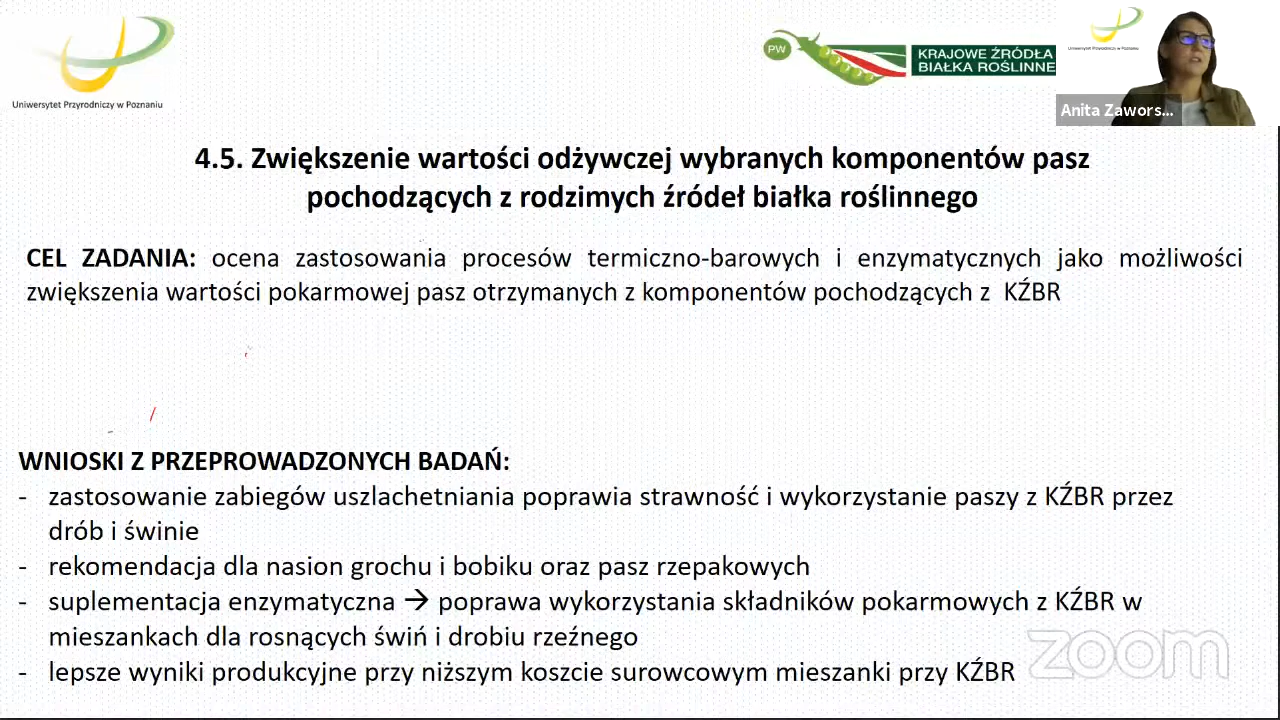 Uniwersytet Przyrodniczy w Poznaniu
PW
KRAJOWE ŹRÓDŁA
BIAŁKA ROŚLINNE
Uniwersytet Przyrodniczy w Poznaniu
Anita Zawors...
4.5. Zwiększenie wartości odżywczej wybranych komponentów pasz
pochodzących z rodzimych źródeł białka roślinnego
CEL ZADANIA: ocena zastosowania procesów termiczno-barowych i enzymatycznych jako możliwości
zwiększenia wartości pokarmowej pasz otrzymanych z komponentów pochodzących z KŹBR
WNIOSKI Z PRZEPROWADZONYCH BADAŃ:
- zastosowanie zabiegów uszlachetniania poprawia strawność i wykorzystanie paszy z KŹBR przez
drób i świnie
- rekomendacja dla nasion grochu i bobiku oraz pasz rzepakowych
- suplementacja enzymatyczna → poprawa wykorzystania składników pokarmowych z KŹBR w
mieszankach dla rosnących świń i drobiu rzeźnego
- lepsze wyniki produkcyjne przy niższym koszcie surowcowym mieszanki przy KŹBR
zoom